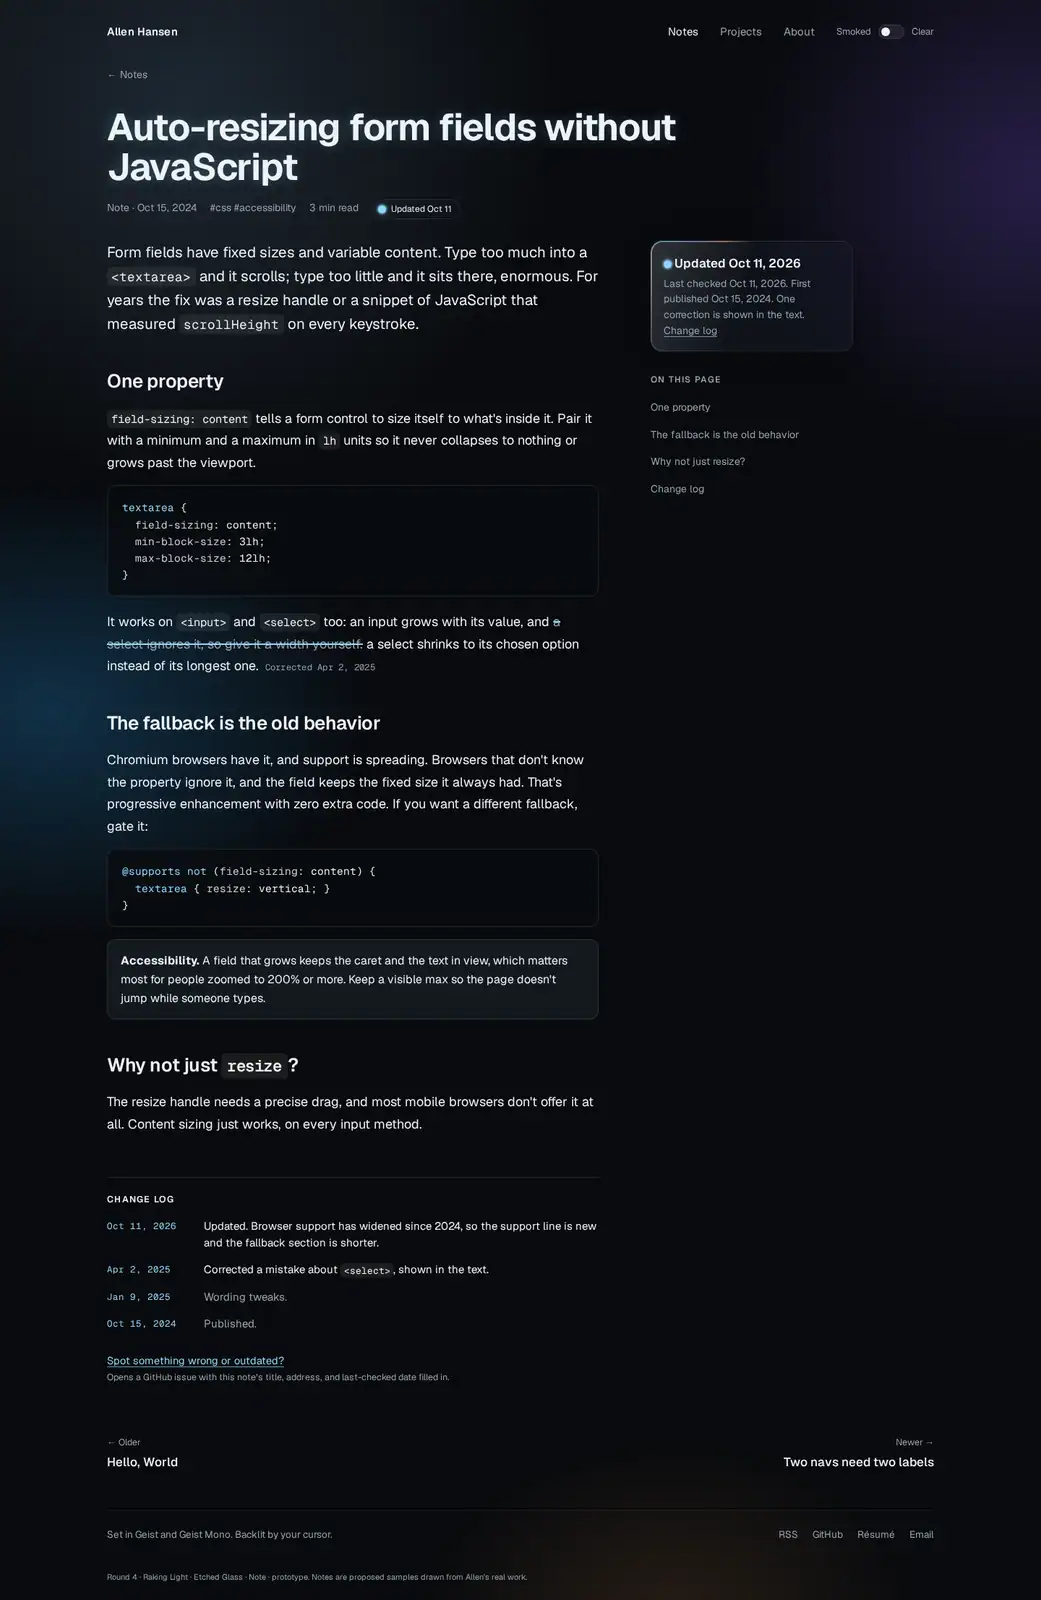 Allen Hansen
Notes Projects About Smoked Clear
← Notes
Auto-resizing form fields without
JavaScript
Note · Oct 15, 2024 #css #accessibility 3 min read Updated Oct 11
Form fields have fixed sizes and variable content. Type too much into a
<textarea> and it scrolls; type too little and it sits there, enormous. For
years the fix was a resize handle or a snippet of JavaScript that
measured scrollHeight on every keystroke.
Updated Oct 11, 2026
Last checked Oct 11, 2026. First
published Oct 15, 2024. One
correction is shown in the text.
Change log
ON THIS PAGE
One property
The fallback is the old behavior
Why not just resize?
Change log
One property
field-sizing: content tells a form control to size itself to what's inside it. Pair it
with a minimum and a maximum in lh units so it never collapses to nothing or
grows past the viewport.
textarea {
  field-sizing: content;
  min-block-size: 3lh;
  max-block-size: 12lh;
}
It works on <input> and <select> too: an input grows with its value, and a
select ignores it, so give it a width yourself. a select shrinks to its chosen option
instead of its longest one. Corrected Apr 2, 2025
The fallback is the old behavior
Chromium browsers have it, and support is spreading. Browsers that don't know
the property ignore it, and the field keeps the fixed size it always had. That's
progressive enhancement with zero extra code. If you want a different fallback,
gate it:
@supports not (field-sizing: content) {
  textarea { resize: vertical; }
}
Accessibility. A field that grows keeps the caret and the text in view, which matters
most for people zoomed to 200% or more. Keep a visible max so the page doesn't
jump while someone types.
Why not just resize?
The resize handle needs a precise drag, and most mobile browsers don't offer it at
all. Content sizing just works, on every input method.
CHANGE LOG
Oct 11, 2026 Updated. Browser support has widened since 2024, so the support line is new
and the fallback section is shorter.
Apr 2, 2025 Corrected a mistake about <select>, shown in the text.
Jan 9, 2025 Wording tweaks.
Oct 15, 2024 Published.
Spot something wrong or outdated?
Opens a GitHub issue with this note's title, address, and last-checked date filled in.
← Older Newer →
Hello, World Two navs need two labels
Set in Geist and Geist Mono. Backlit by your cursor. RSS GitHub Résumé Email
Round 4 · Raking Light · Etched Glass · Note · prototype. Notes are proposed samples drawn from Allen's real work.